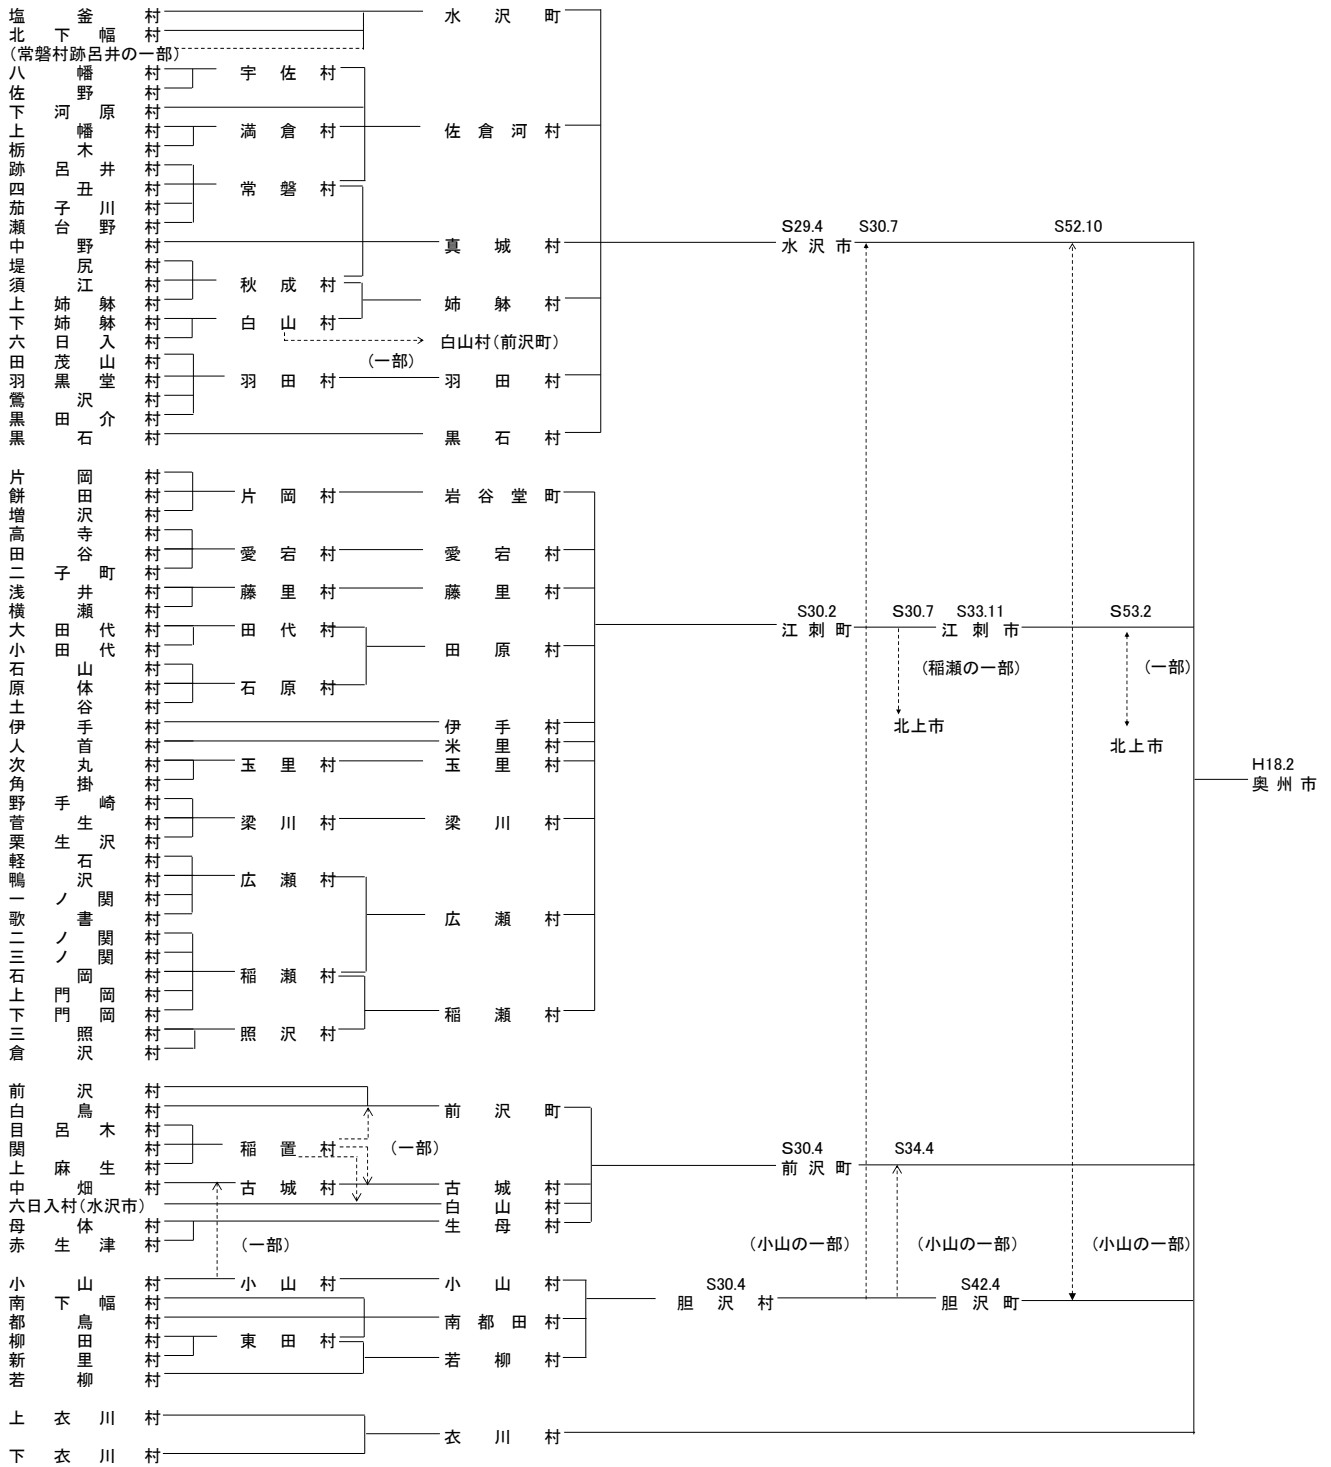 塩釜村 水沢町
北下幅村
(常磐村跡呂井の一部)
八幡村 宇佐村
佐野村
下河原村
上幡村 満倉村 佐倉河村
栃木村
跡呂井村
四丑村 常磐村
茄子川村
瀬台野村 S29.4 S30.7 S52.10
中野村 真城村 水沢市
堤尻村
須江村 秋成村
上姉躰村 姉躰村
下姉躰村 白山村
六日入村 白山村(前沢町)
田茂山村 (一部)
羽黒堂村 羽田村 羽田村
鶯沢村
黒田介村
黒石村 黒石村
片岡村
餅田村 片岡村 岩谷堂町
増沢村
高寺村
田谷村 愛宕村 愛宕村
二子町村
浅井村 藤里村 藤里村
横瀬村 S30.2 S30.7 S33.11 S53.2
大田代村 田代村 江刺町 江刺市
小田代村 田原村
石山村 (稲瀬の一部) (一部)
原体村 石原村
土谷村
伊手村 伊手村 北上市
人首村 米里村 北上市
次丸村 玉里村 玉里村 H18.2
角掛村 奥州市
野手崎村
菅生村 梁川村 梁川村
栗生沢村
軽石村
鴨沢村 広瀬村
一ノ関村
歌書村 広瀬村
二ノ関村
三ノ関村
石岡村 稲瀬村
上門岡村
下門岡村 稲瀬村
三照村 照沢村
倉沢村
前沢村
白鳥村 前沢町
目呂木村
関村 稲置村 (一部) S30.4 S34.4
上麻生村 前沢町
中畑村 古城村 古城村
六日入村(水沢市) 白山村
母体村 生母村
赤生津村 (一部) (小山の一部) (小山の一部) (小山の一部)
小山村 小山村 小山村 S30.4 S42.4
南下幅村 胆沢村 胆沢町
都鳥村 南都田村
柳田村 東田村
新里村 若柳村
若柳村
上衣川村
衣川村
下衣川村